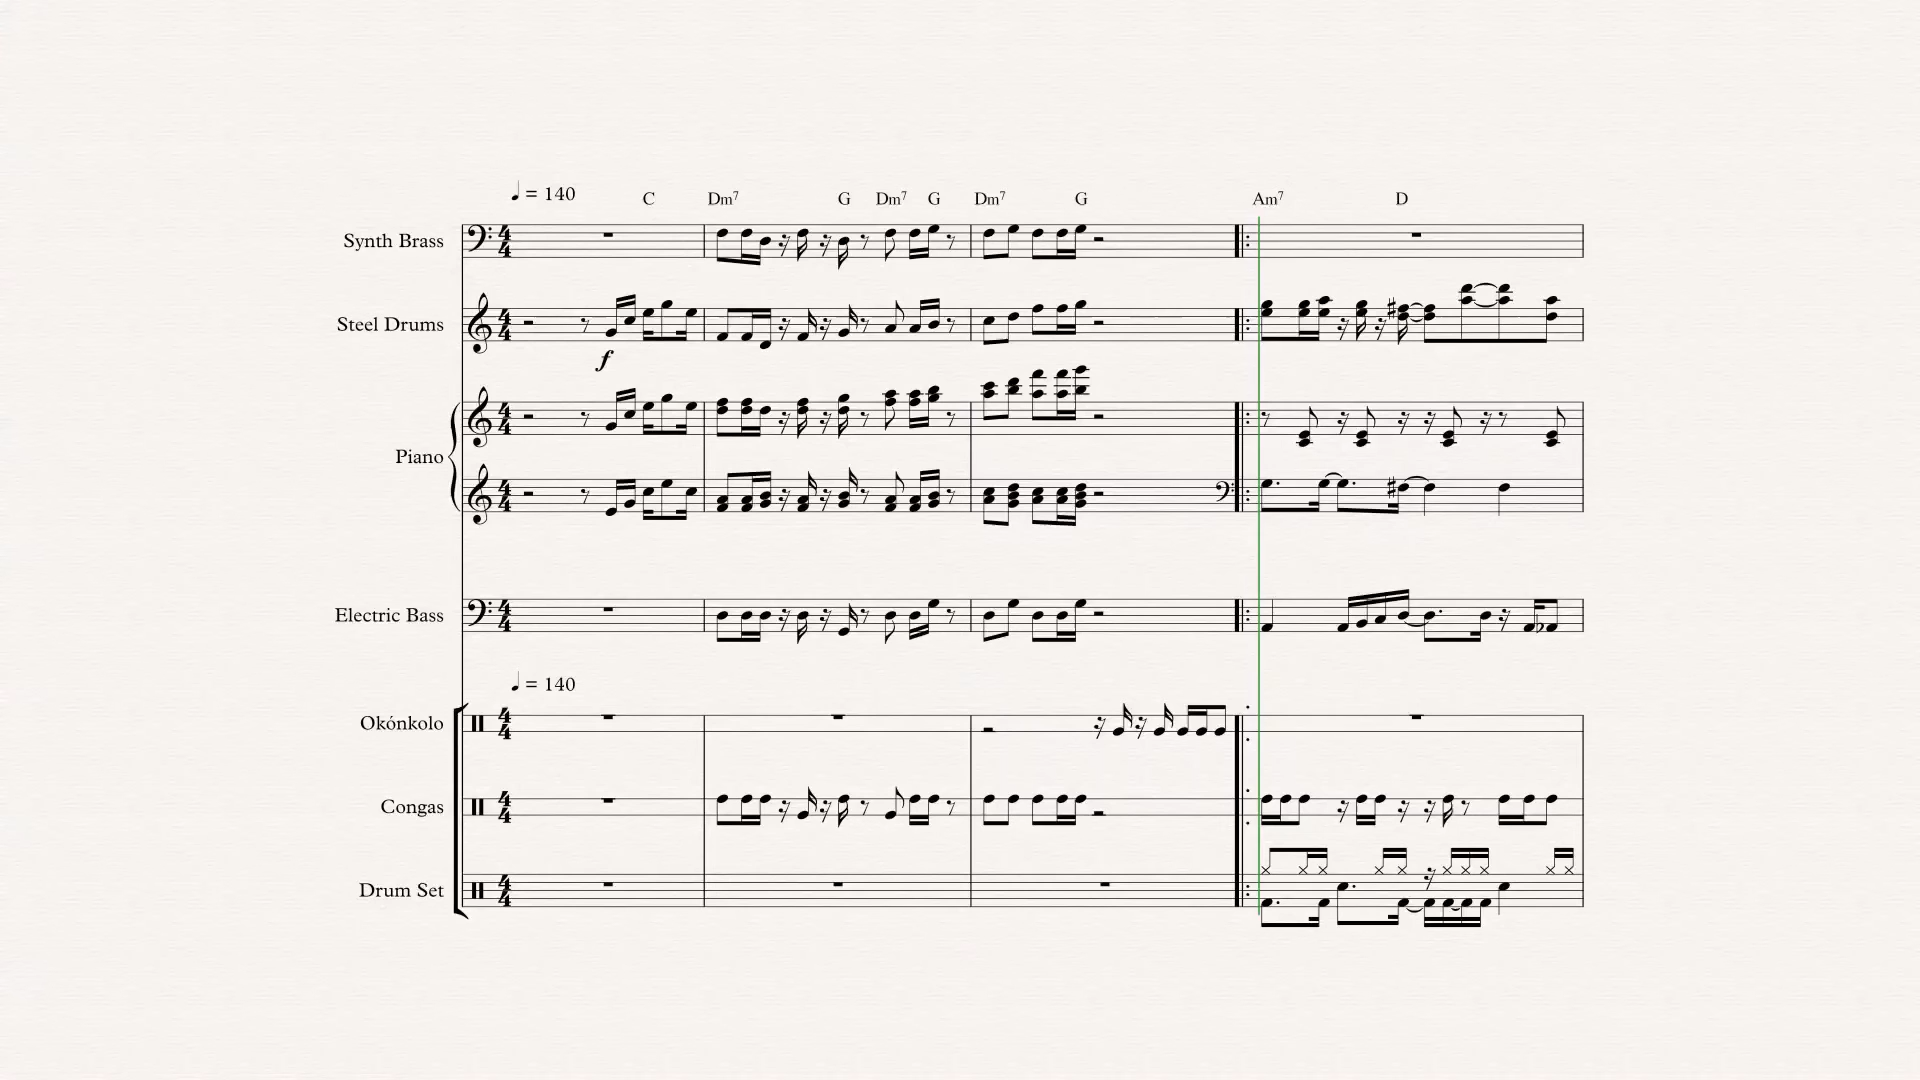 ♩ = 140
C Dm7 G Dm7 G Dm7 G Am7 D
Synth Brass
Steel Drums
f
Piano
Electric Bass
♩ = 140
Okónkolo
Congas
Drum Set